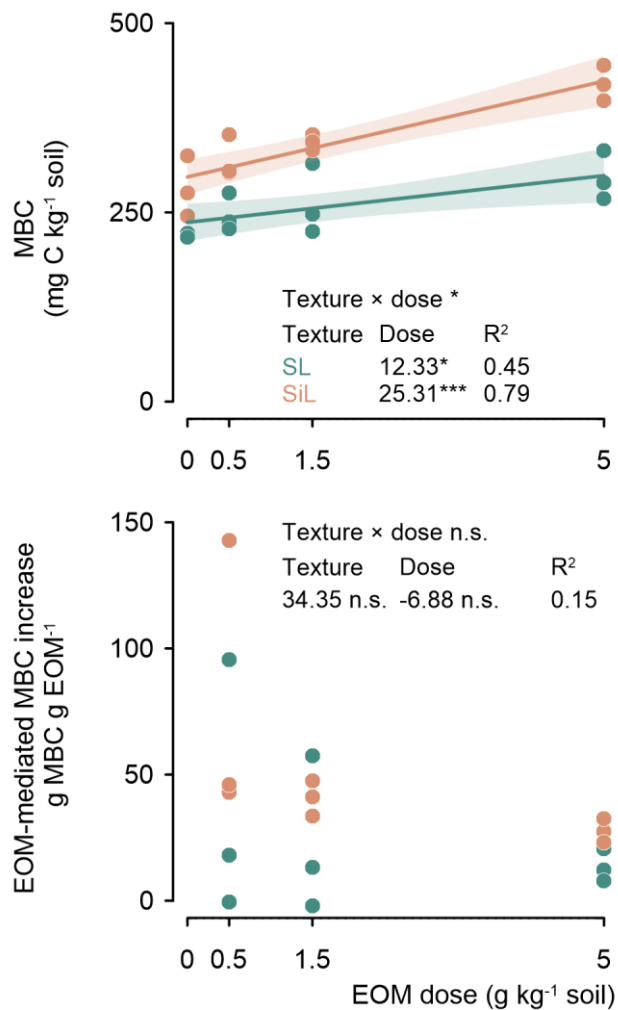 500
250
0
MBC
(mg C kg⁻¹ soil)
Texture × dose *
Texture Dose R²
SL 12.33* 0.45
SiL 25.31*** 0.79
0 0.5 1.5 5
150
100
50
0
EOM-mediated MBC increase
g MBC g EOM⁻¹
Texture × dose n.s.
Texture Dose R²
34.35 n.s. -6.88 n.s. 0.15
0 0.5 1.5 5
EOM dose (g kg⁻¹ soil)